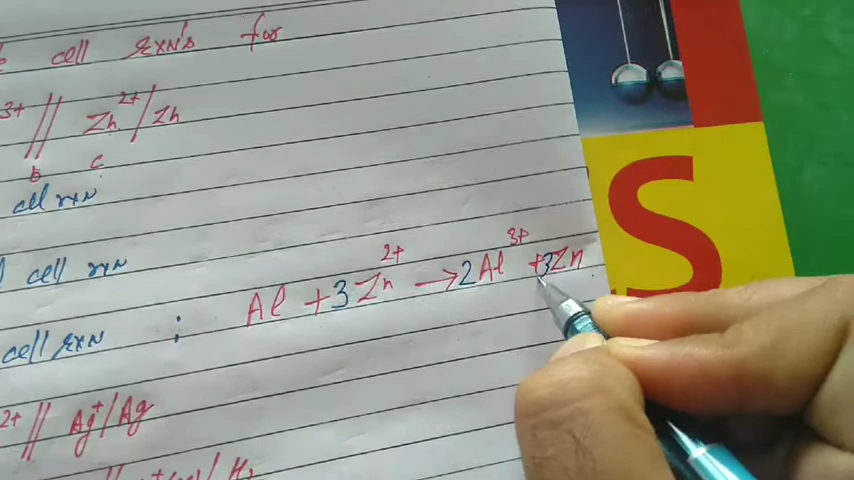 cell rxn's for
3+ // Zn2+/Zn
b c
cell rxn
cell rxn
cell rxn : Al + 3Zn2+ → 2Al3+ + 3Zn
2+ // Ag+/Ag
H2
S